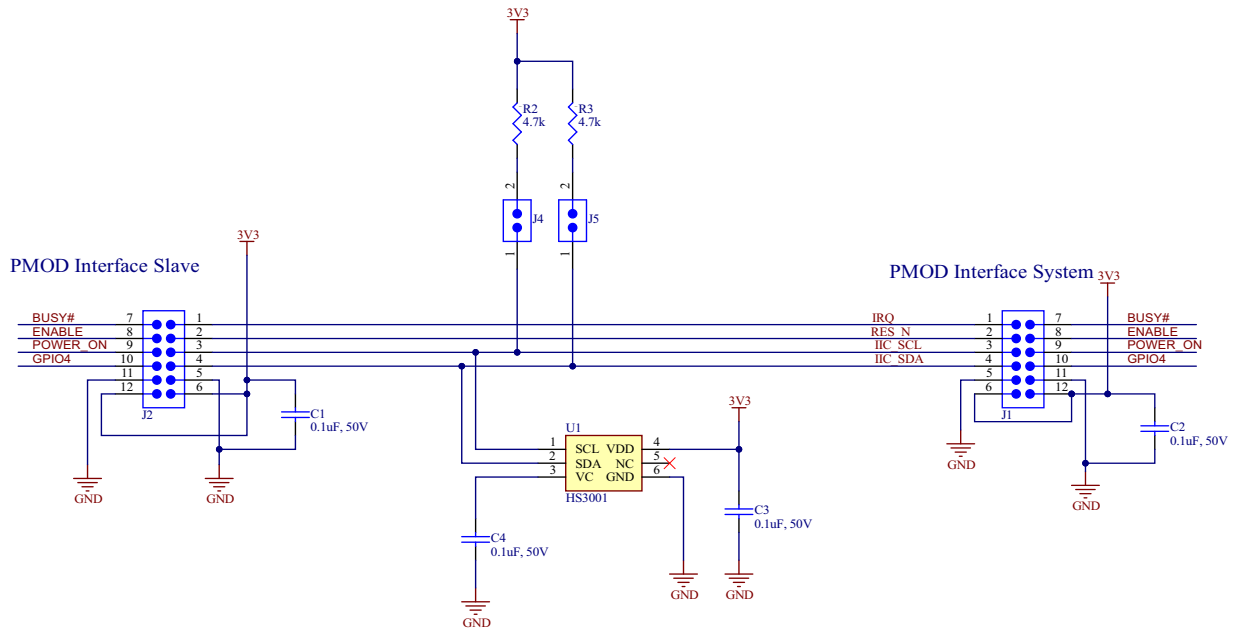 3V3
R2
4.7k
R3
4.7k
2
2
J4
J5
1
1
PMOD Interface Slave
3V3
BUSY# 7 1
ENABLE 8 2
POWER_ON 9 3
GPIO4 10 4
11 5
12 6
J2
C1
0.1uF, 50V
GND
GND
PMOD Interface System
3V3
IRQ 1 7 BUSY#
RES_N 2 8 ENABLE
IIC_SCL 3 9 POWER_ON
IIC_SDA 4 10 GPIO4
5 11
6 12
J1
C2
0.1uF, 50V
GND
GND
U1
1 SCL VDD 4
2 SDA NC 5
3 VC GND 6
HS3001
3V3
C3
0.1uF, 50V
C4
0.1uF, 50V
GND
GND
GND